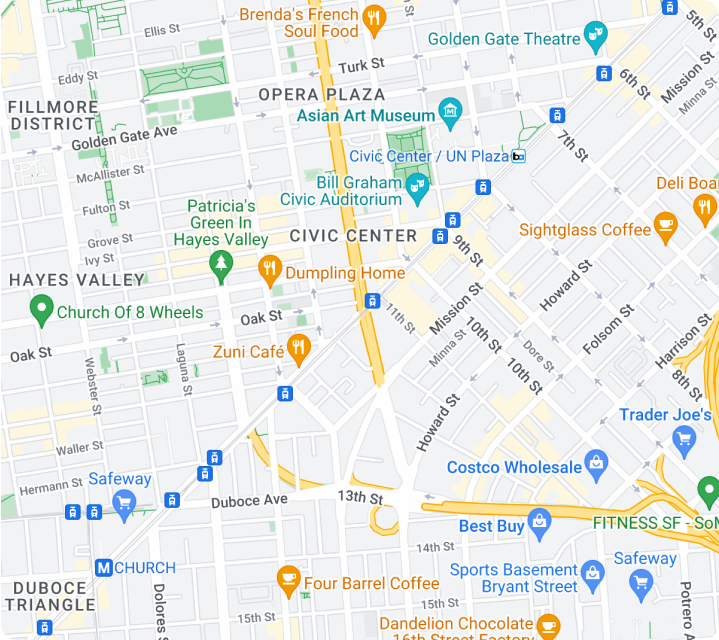 Brenda's French
Soul Food
Ellis St
5th St
Golden Gate Theatre
Turk St
Eddy St
6th St
Mission St
Minna St
OPERA PLAZA
FILLMORE
DISTRICT
Asian Art Museum
Golden Gate Ave
7th St
Civic Center / UN Plaza
McAllister St
Bill Graham
Civic Auditorium
Deli Boa
Fulton St
Patricia's
Green In
Hayes Valley
CIVIC CENTER
Sightglass Coffee
Grove St
Ivy St
9th St
HAYES VALLEY
Dumpling Home
Howard St
Church Of 8 Wheels
Oak St
11th St
Mission St
Folsom St
Harrison St
Oak St
Zuni Café
Minna St
10th St
Dore St
10th St
8th St
Webster St
Laguna St
Howard St
Trader Joe's
Waller St
Costco Wholesale
Hermann St
Safeway
Duboce Ave
13th St
Best Buy
FITNESS SF - SoM
14th St
M CHURCH
Four Barrel Coffee
Sports Basement
Bryant Street
Safeway
DUBOCE
TRIANGLE
Dolores S
15th St
15th St
Potrero A
Dandelion Chocolate
16th Street Factory